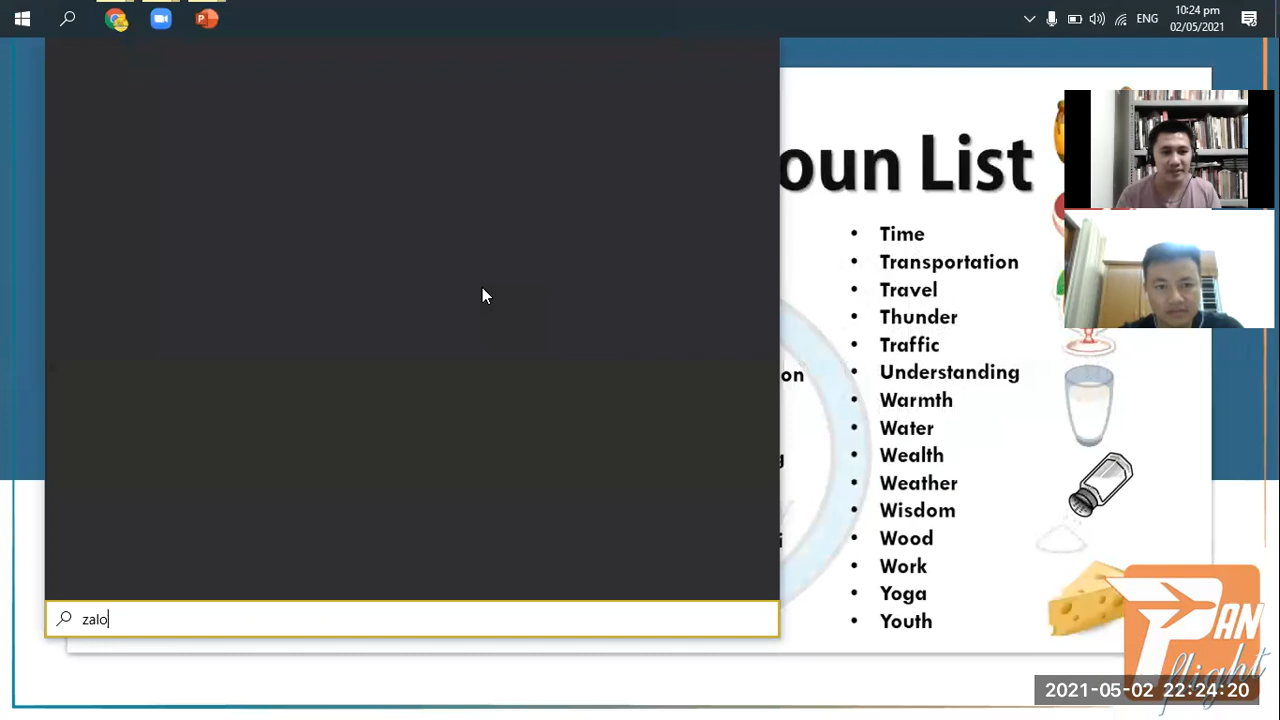 10:24 pm
ENG
02/05/2021
oun List
• Time
• Transportation
• Travel
• Thunder
• Traffic
on
• Understanding
• Warmth
• Water
g
• Wealth
• Weather
• Wisdom
i
• Wood
• Work
• Yoga
• Youth
zalo
PAN
flight
2021-05-02 22:24:20